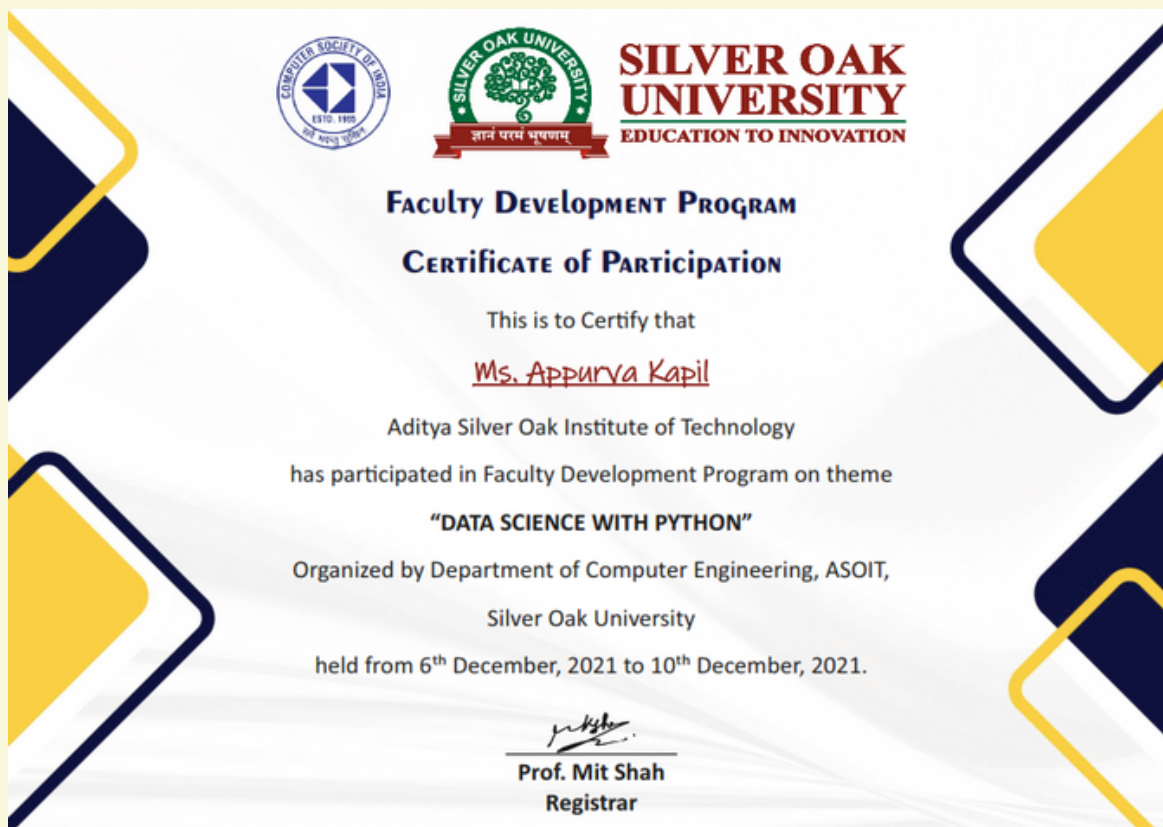 COMPUTER SOCIETY OF INDIA
ESTD. 1965
SILVER OAK UNIVERSITY
ज्ञानं परमं भूषणम्
SILVER OAK
UNIVERSITY
EDUCATION TO INNOVATION
Faculty Development Program
Certificate of Participation
This is to Certify that
Ms. Appurva Kapil
Aditya Silver Oak Institute of Technology
has participated in Faculty Development Program on theme
“DATA SCIENCE WITH PYTHON”
Organized by Department of Computer Engineering, ASOIT,
Silver Oak University
held from 6th December, 2021 to 10th December, 2021.
Prof. Mit Shah
Registrar